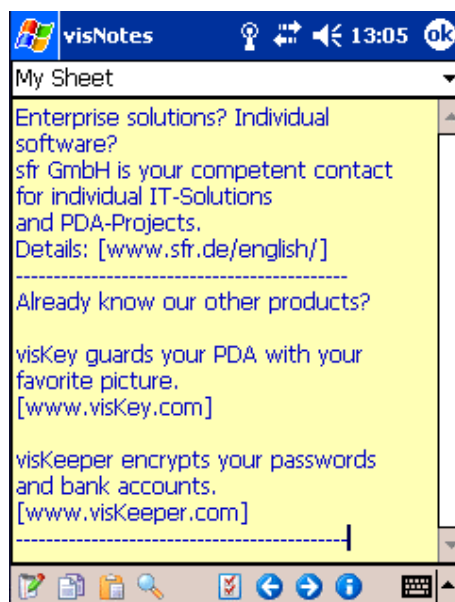 visNotes 13:05 ok
My Sheet
Enterprise solutions? Individual
software?
sfr GmbH is your competent contact
for individual IT-Solutions
and PDA-Projects.
Details: [www.sfr.de/english/]
--------------------------------------------
Already know our other products?
visKey guards your PDA with your
favorite picture.
[www.visKey.com]
visKeeper encrypts your passwords
and bank accounts.
[www.visKeeper.com]
--------------------------------------------